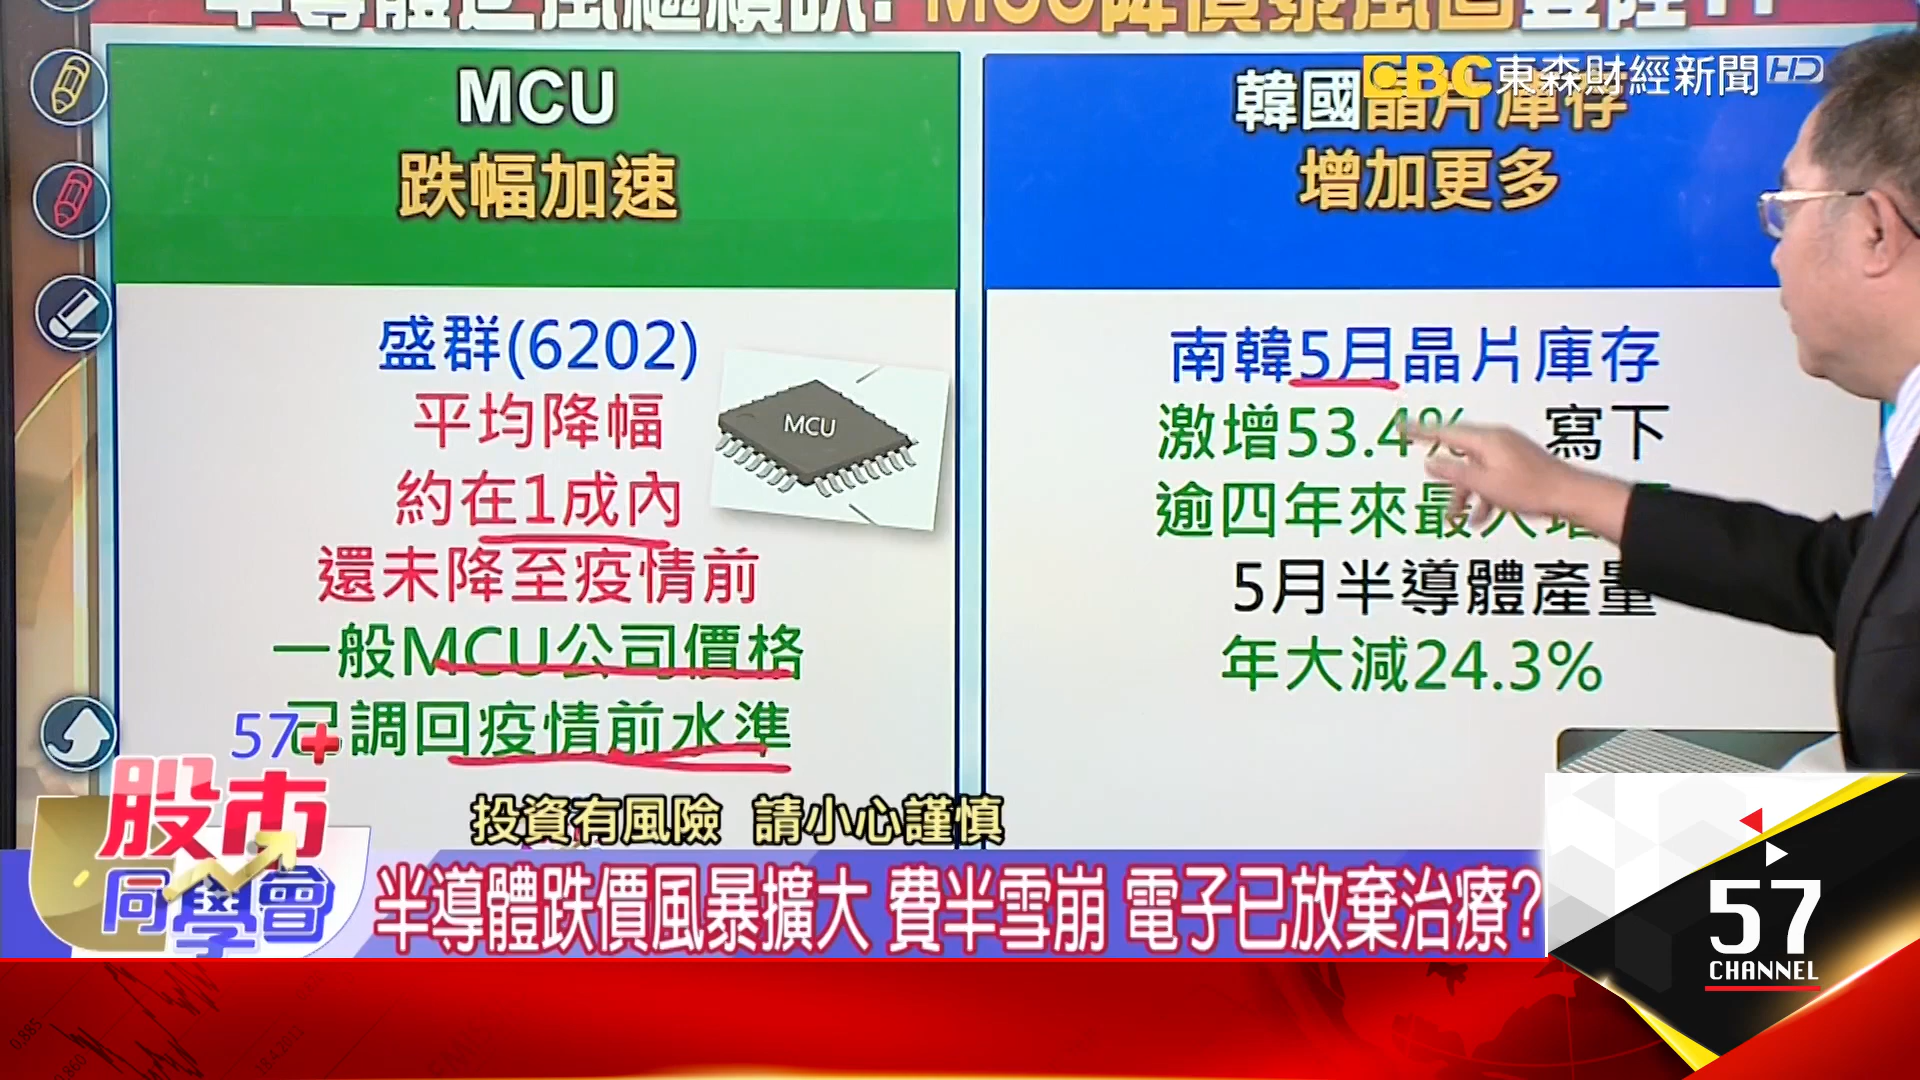 MCU
跌幅加速
盛群(6202)
平均降幅
約在1成內
還未降至疫情前
一般MCU公司價格
已調回疫情前水準
MCU
EBC 東森財經新聞 HD
韓國晶片庫存
增加更多
南韓5月晶片庫存
激增53.4% 寫下
逾四年來最大增
5月半導體產量
年大減24.3%
57+
股市
同學會
投資有風險 請小心謹慎
半導體跌價風暴擴大 費半雪崩 電子已放棄治療?
57
CHANNEL